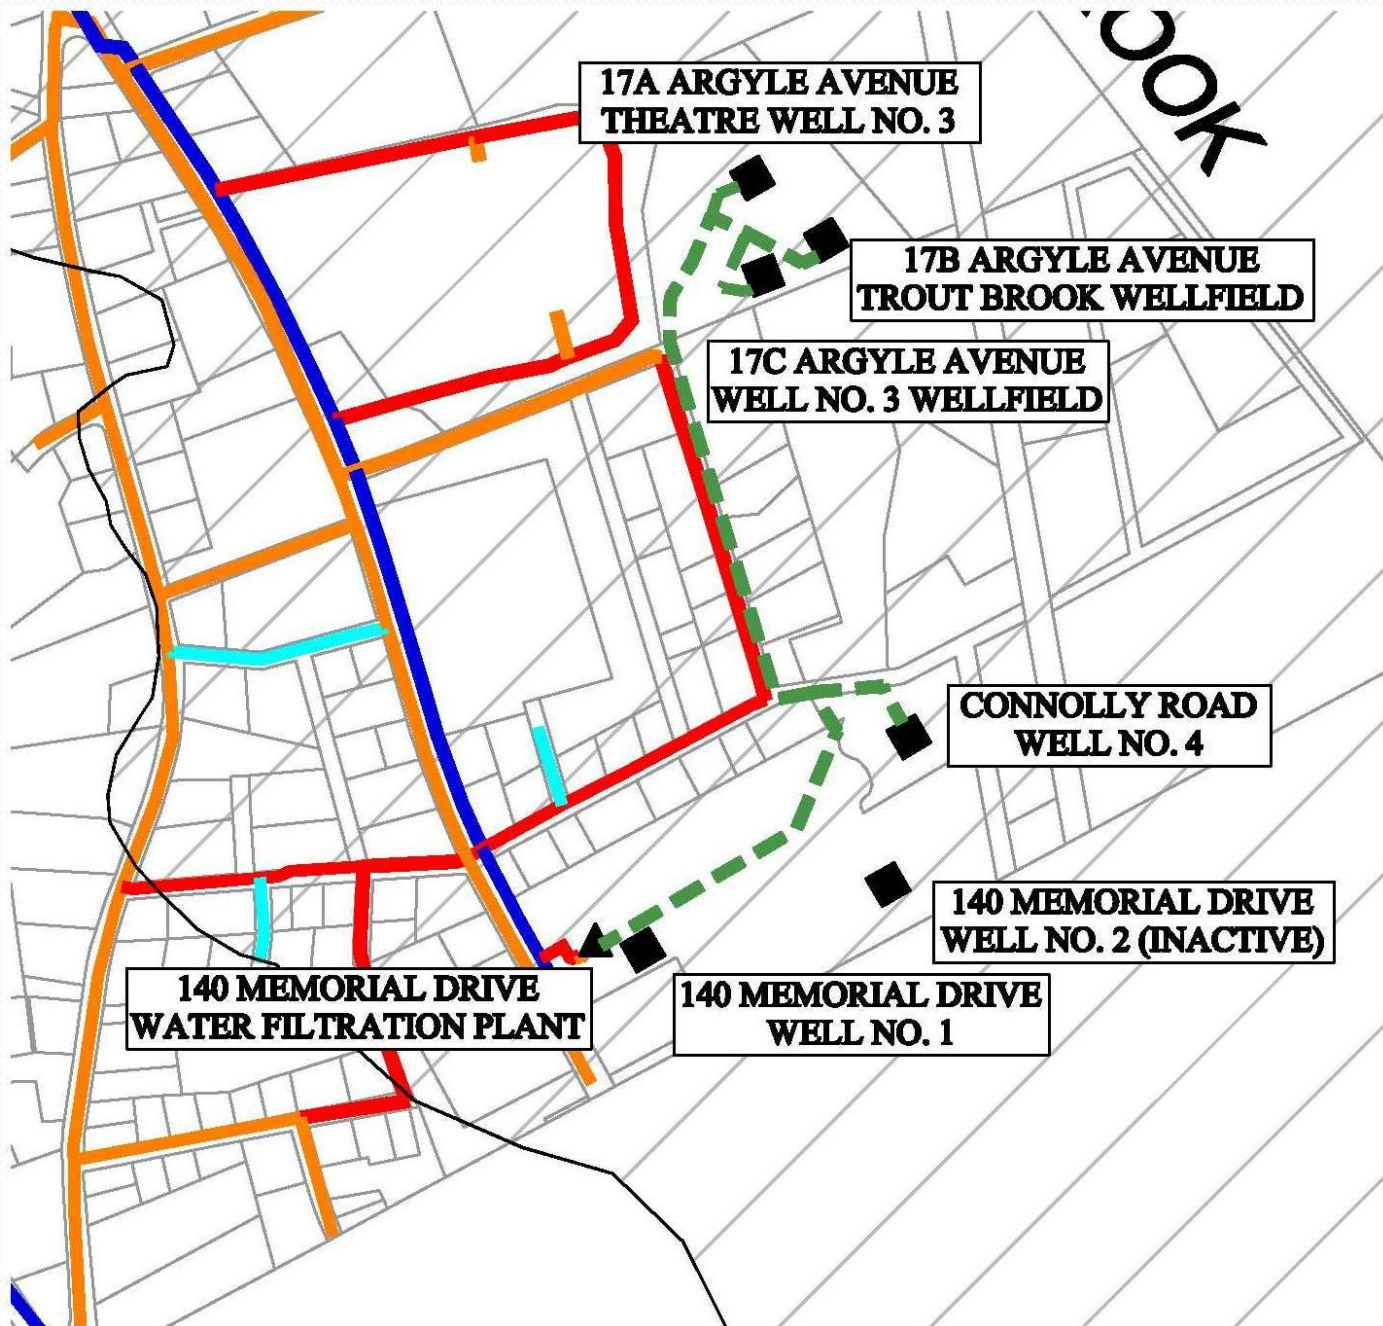 OOK
17A ARGYLE AVENUE
THEATRE WELL NO. 3
17B ARGYLE AVENUE
TROUT BROOK WELLFIELD
17C ARGYLE AVENUE
WELL NO. 3 WELLFIELD
CONNOLLY ROAD
WELL NO. 4
140 MEMORIAL DRIVE
WELL NO. 2 (INACTIVE)
140 MEMORIAL DRIVE
WATER FILTRATION PLANT
140 MEMORIAL DRIVE
WELL NO. 1